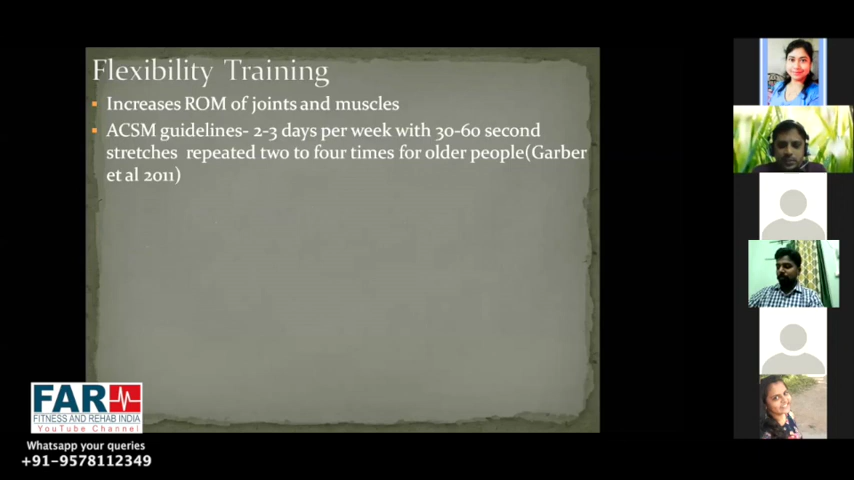 Flexibility Training
▪ Increases ROM of joints and muscles
▪ ACSM guidelines- 2-3 days per week with 30-60 second
stretches repeated two to four times for older people(Garber
et al 2011)
FAR
FITNESS AND REHAB INDIA
YouTube Channel
Whatsapp your queries
+91-9578112349